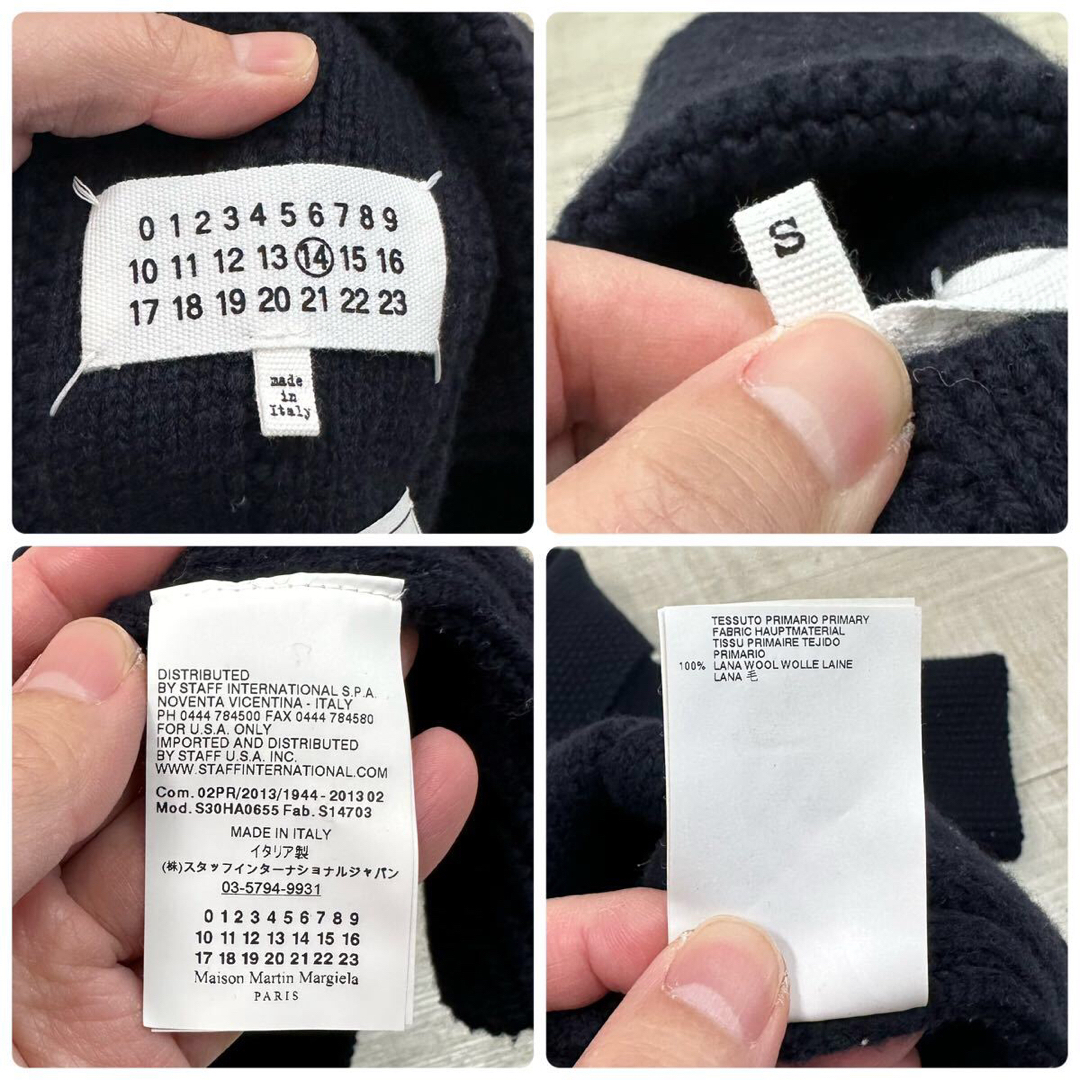 0 1 2 3 4 5 6 7 8 9
10 11 12 13 14 15 16
17 18 19 20 21 22 23
made
in
Italy
S
DISTRIBUTED
BY STAFF INTERNATIONAL S.P.A.
NOVENTA VICENTINA - ITALY
PH 0444 784500 FAX 0444 784580
FOR U.S.A. ONLY
IMPORTED AND DISTRIBUTED
BY STAFF U.S.A. INC.
WWW.STAFFINTERNATIONAL.COM
Com. 02PR/2013/1944 - 2013 02
Mod. S30HA0655 Fab. S14703
MADE IN ITALY
イタリア製
(株)スタッフインターナショナルジャパン
03-5794-9931
0 1 2 3 4 5 6 7 8 9
10 11 12 13 14 15 16
17 18 19 20 21 22 23
Maison Martin Margiela
PARIS
TESSUTO PRIMARIO PRIMARY
FABRIC HAUPTMATERIAL
TISSU PRIMAIRE TEJIDO
PRIMARIO
100% LANA WOOL WOLLE LAINE
LANA 毛